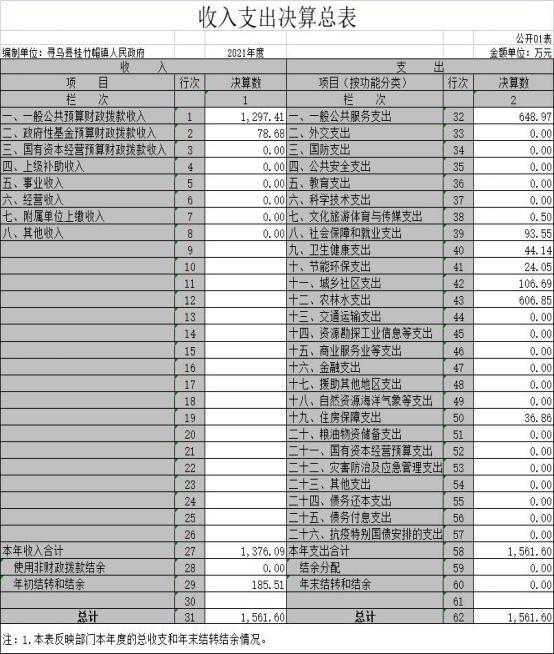 收入支出决算总表
公开01表
编制单位：寻乌县桂竹帽镇人民政府 2021年度 金额单位：万元
收 入 支 出
项 目 行次 决算数 项目（按功能分类） 行次 决算数
栏 次 1 栏 次 2
一、一般公共预算财政拨款收入 1 1,297.41 一、一般公共服务支出 32 648.97
二、政府性基金预算财政拨款收入 2 78.68 二、外交支出 33 0.00
三、国有资本经营预算财政拨款收入 3 0.00 三、国防支出 34 0.00
四、上级补助收入 4 0.00 四、公共安全支出 35 0.00
五、事业收入 5 0.00 五、教育支出 36 0.00
六、经营收入 6 0.00 六、科学技术支出 37 0.00
七、附属单位上缴收入 7 0.00 七、文化旅游体育与传媒支出 38 0.50
八、其他收入 8 0.00 八、社会保障和就业支出 39 93.55
9 九、卫生健康支出 40 44.14
10 十、节能环保支出 41 24.05
11 十一、城乡社区支出 42 106.69
12 十二、农林水支出 43 606.85
13 十三、交通运输支出 44 0.00
14 十四、资源勘探工业信息等支出 45 0.00
15 十五、商业服务业等支出 46 0.00
16 十六、金融支出 47 0.00
17 十七、援助其他地区支出 48 0.00
18 十八、自然资源海洋气象等支出 49 0.00
19 十九、住房保障支出 50 36.86
20 二十、粮油物资储备支出 51 0.00
21 二十一、国有资本经营预算支出 52 0.00
22 二十二、灾害防治及应急管理支出 53 0.00
23 二十三、其他支出 54 0.00
24 二十四、债务还本支出 55 0.00
25 二十五、债务付息支出 56 0.00
26 二十六、抗疫特别国债安排的支出 57 0.00
本年收入合计 27 1,376.09 本年支出合计 58 1,561.60
使用非财政拨款结余 28 0.00 结余分配 59 0.00
年初结转和结余 29 185.51 年末结转和结余 60 0.00
30 61
总计 31 1,561.60 总计 62 1,561.60
注：1.本表反映部门本年度的总收支和年末结转结余情况。